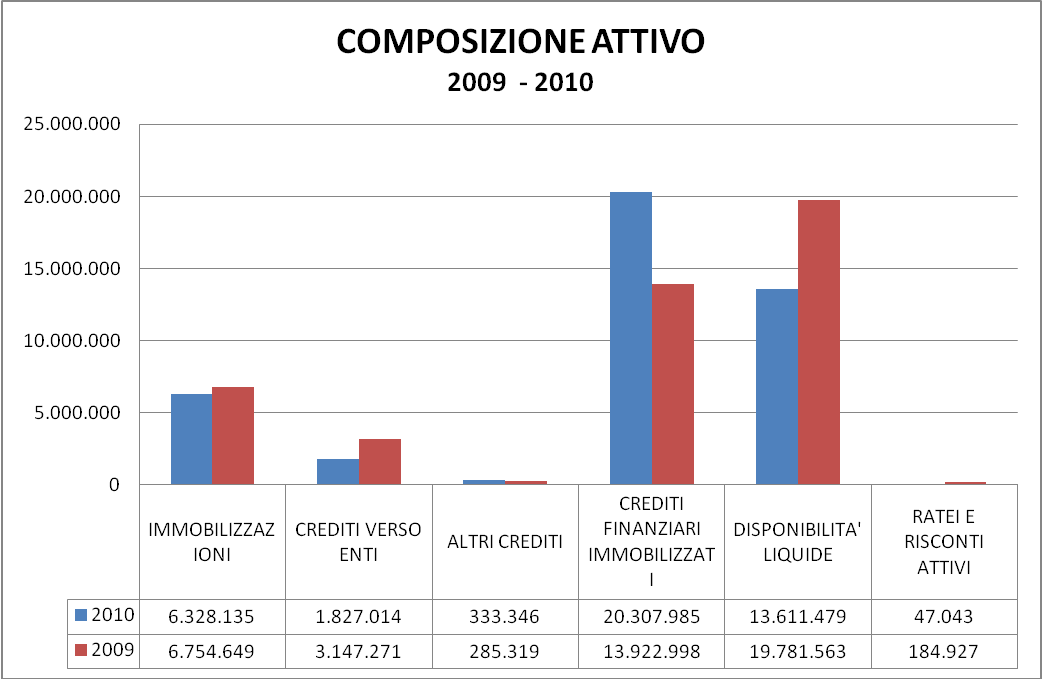 COMPOSIZIONE ATTIVO
2009 - 2010
25.000.000
20.000.000
15.000.000
10.000.000
5.000.000
0
IMMOBILIZZAZ
IONI
CREDITI VERSO
ENTI
ALTRI CREDITI
CREDITI
FINANZIARI
IMMOBILIZZAT
I
DISPONIBILITA'
LIQUIDE
RATEI E
RISCONTI
ATTIVI
2010 6.328.135 1.827.014 333.346 20.307.985 13.611.479 47.043
2009 6.754.649 3.147.271 285.319 13.922.998 19.781.563 184.927